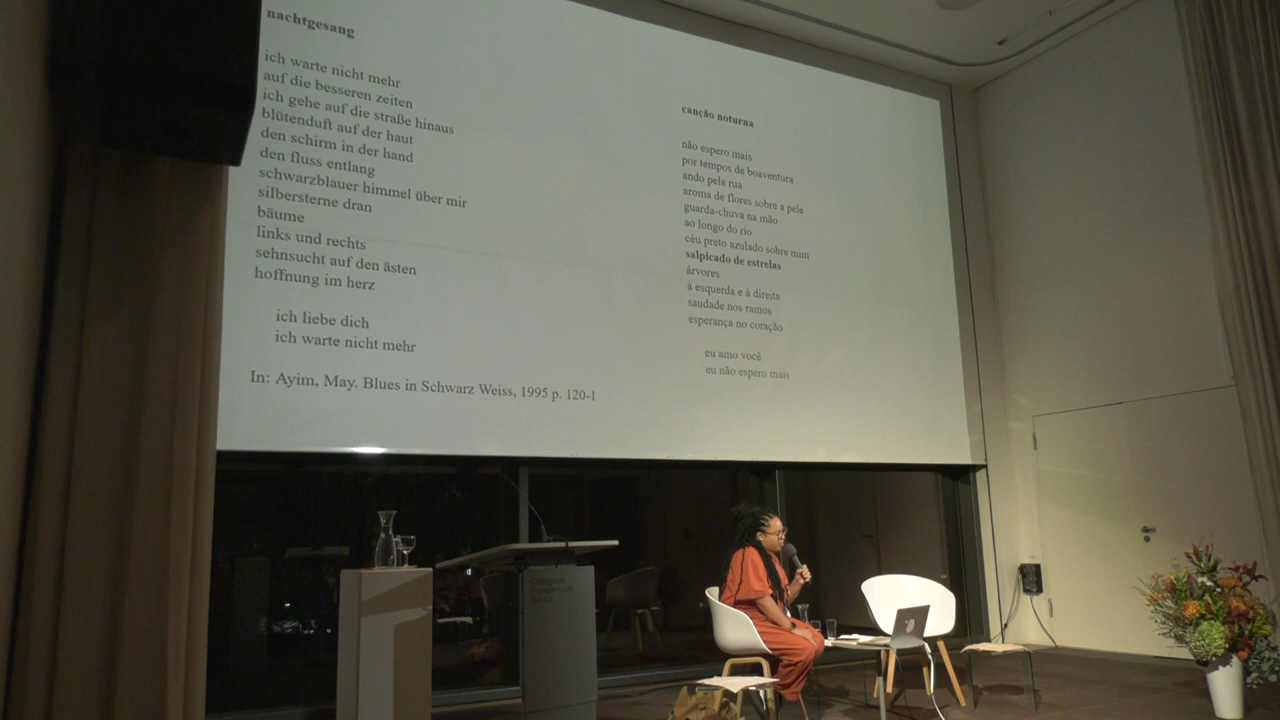 nachtgesang
ich warte nicht mehr
auf die besseren zeiten
ich gehe auf die straße hinaus
blütenduft auf der haut
den schirm in der hand
den fluss entlang
schwarzblauer himmel über mir
silbersterne dran
bäume
links und rechts
sehnsucht auf den ästen
hoffnung im herz
ich liebe dich
ich warte nicht mehr
In: Ayim, May. Blues in Schwarz Weiss, 1995 p. 120-1
canção noturna
não espero mais
por tempos de boaventura
ando pela rua
aroma de flores sobre a pele
guarda-chuva na mão
ao longo do rio
céu preto azulado sobre mim
salpicado de estrelas
árvores
à esquerda e à direita
saudade nos ramos
esperança no coração
eu amo você
eu não espero mais
Collegium
Hungaricum
Berlin